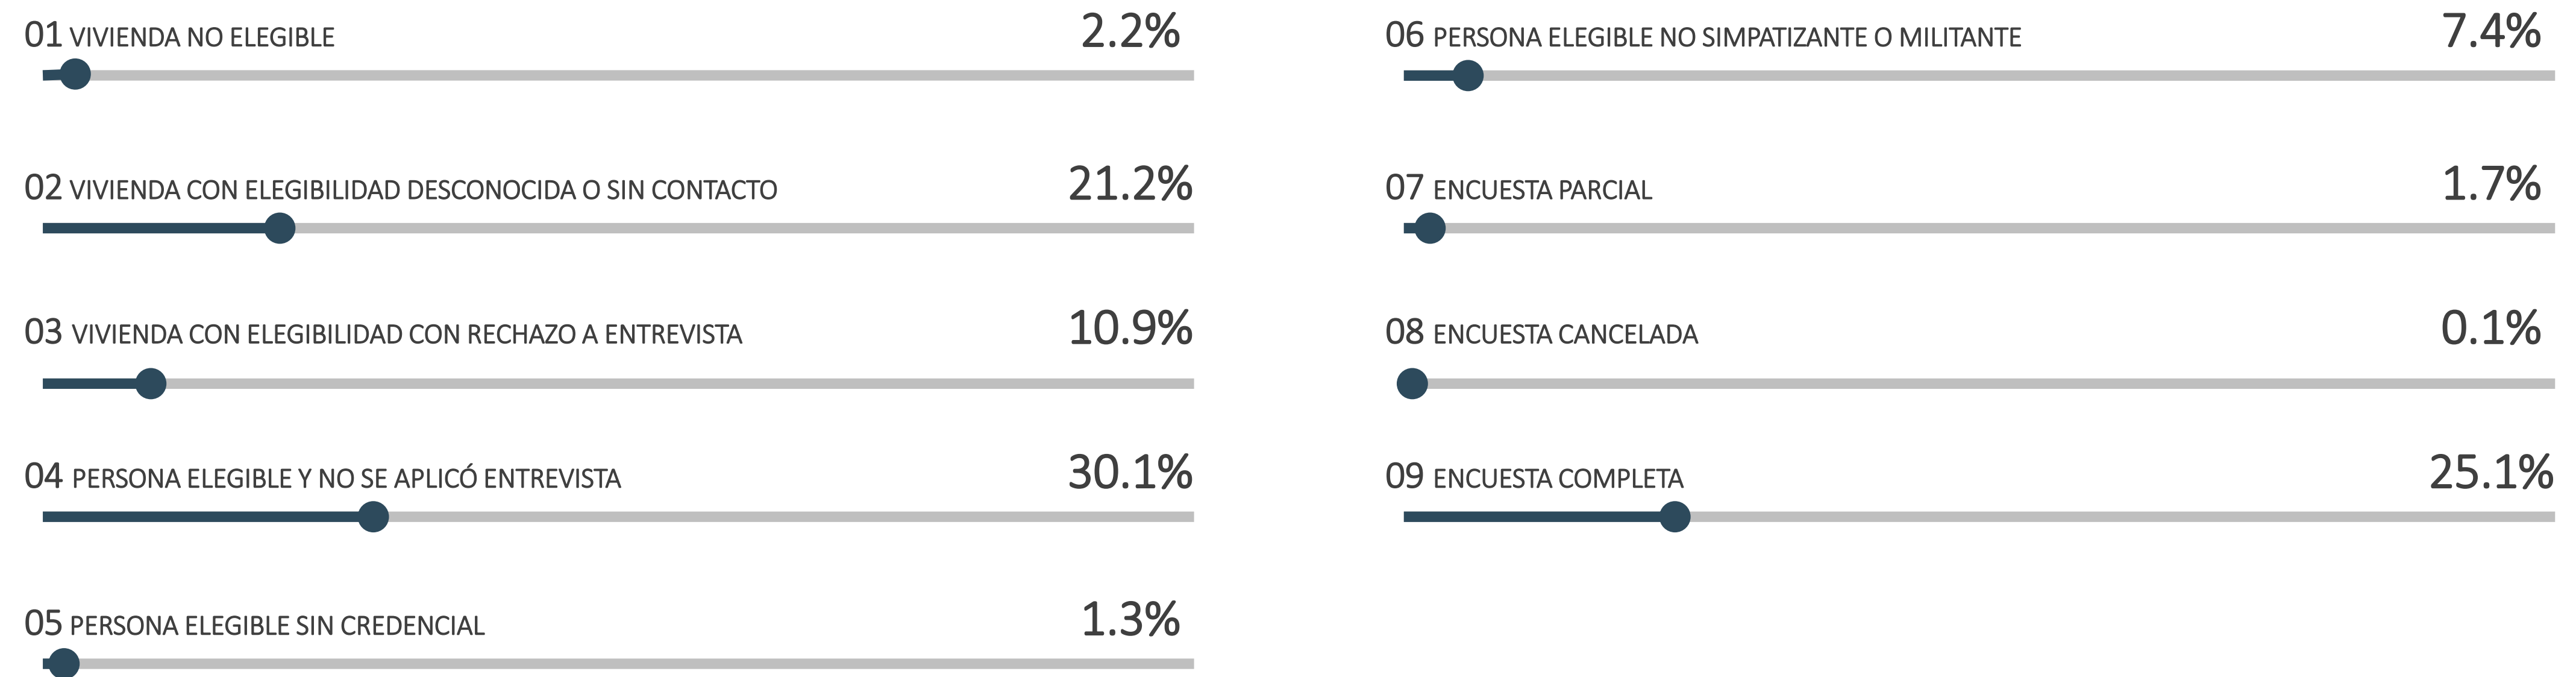 01 VIVIENDA NO ELEGIBLE 2.2%
02 VIVIENDA CON ELEGIBILIDAD DESCONOCIDA O SIN CONTACTO 21.2%
03 VIVIENDA CON ELEGIBILIDAD CON RECHAZO A ENTREVISTA 10.9%
04 PERSONA ELEGIBLE Y NO SE APLICÓ ENTREVISTA 30.1%
05 PERSONA ELEGIBLE SIN CREDENCIAL 1.3%
06 PERSONA ELEGIBLE NO SIMPATIZANTE O MILITANTE 7.4%
07 ENCUESTA PARCIAL 1.7%
08 ENCUESTA CANCELADA 0.1%
09 ENCUESTA COMPLETA 25.1%